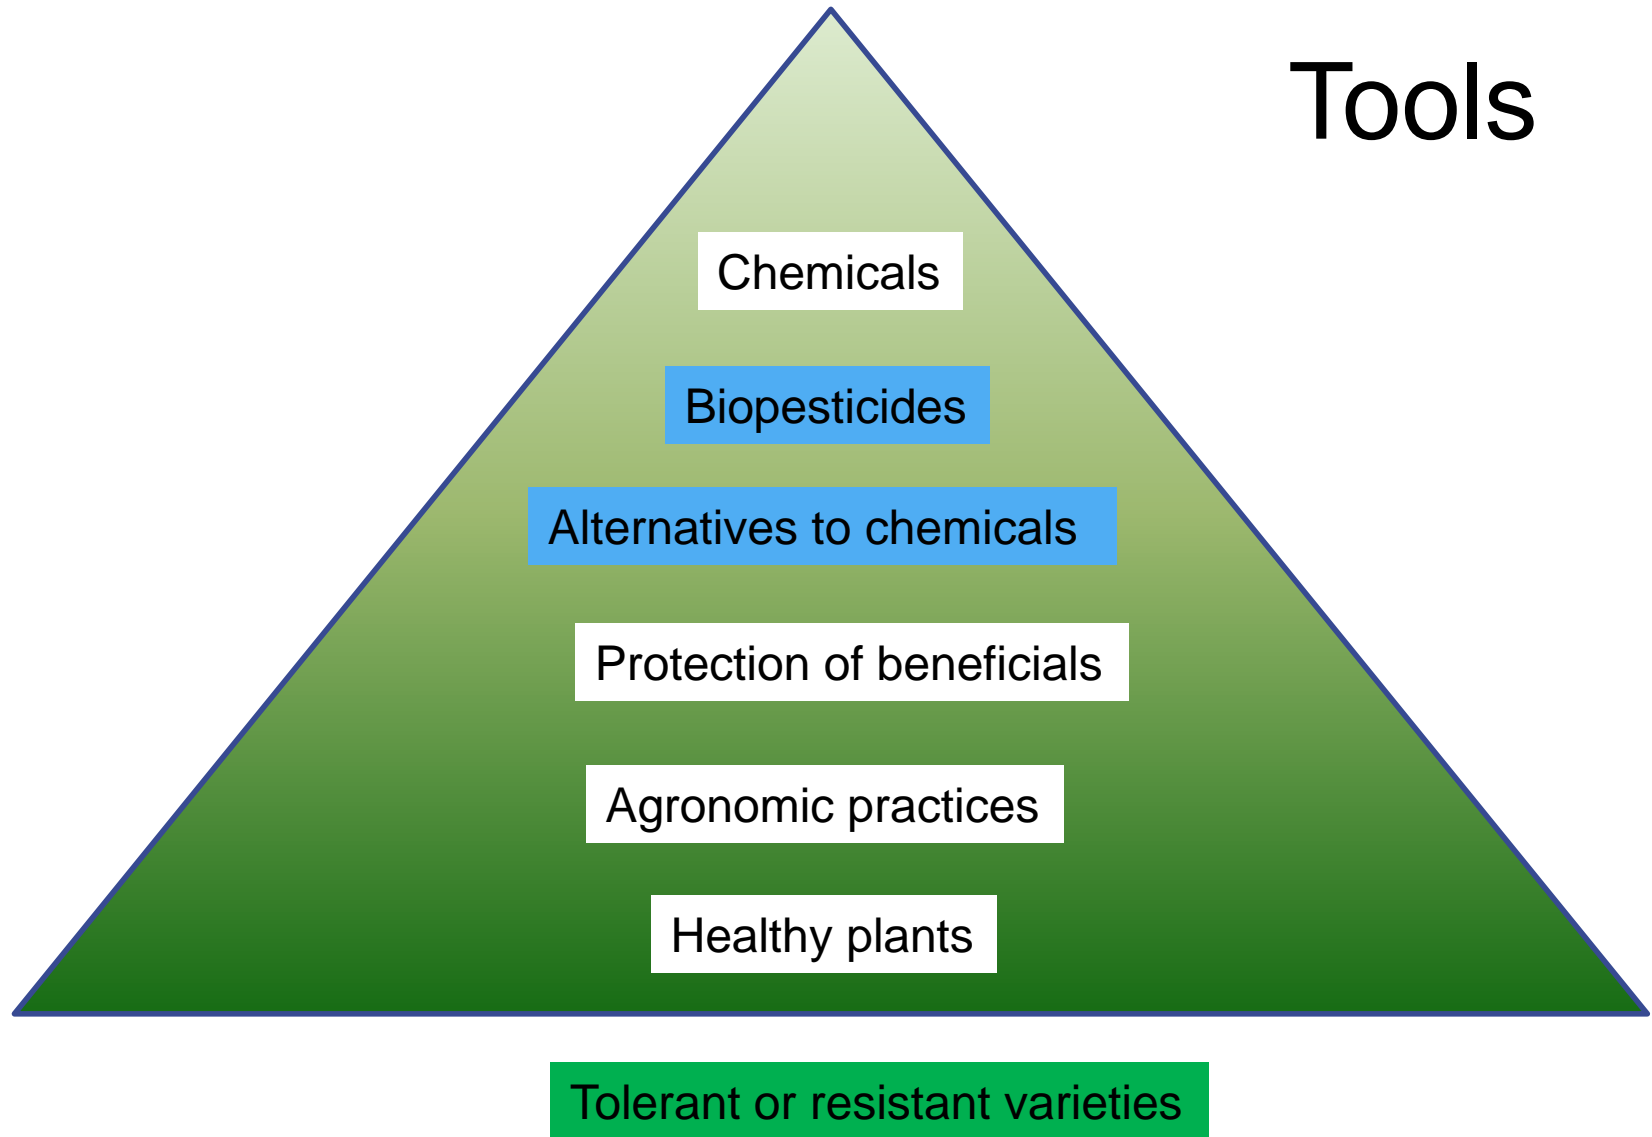 Tools
Chemicals
Biopesticides
Alternatives to chemicals
Protection of beneficials
Agronomic practices
Healthy plants
Tolerant or resistant varieties